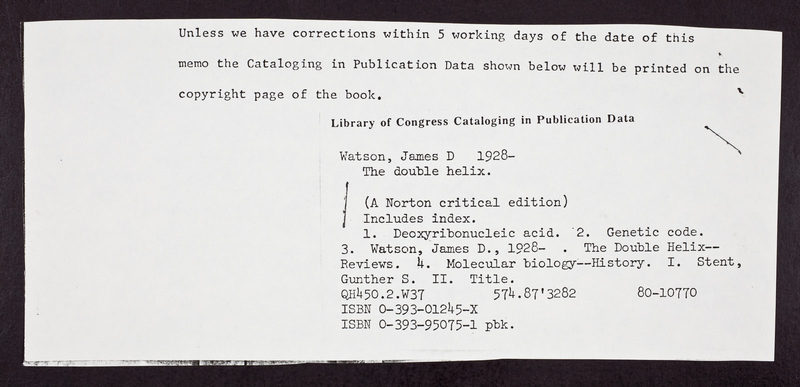 Unless we have corrections within 5 working days of the date of this
memo the Cataloging in Publication Data shown below will be printed on the
copyright page of the book.
Library of Congress Cataloging in Publication Data
Watson, James D   1928-
The double helix.
(A Norton critical edition)
Includes index.
1. Deoxyribonucleic acid. 2. Genetic code.
3. Watson, James D., 1928-  . The Double Helix--
Reviews. 4. Molecular biology--History. I. Stent,
Gunther S. II. Title.
QH450.2.W37   574.87'3282   80-10770
ISBN 0-393-01245-X
ISBN 0-393-95075-1 pbk.